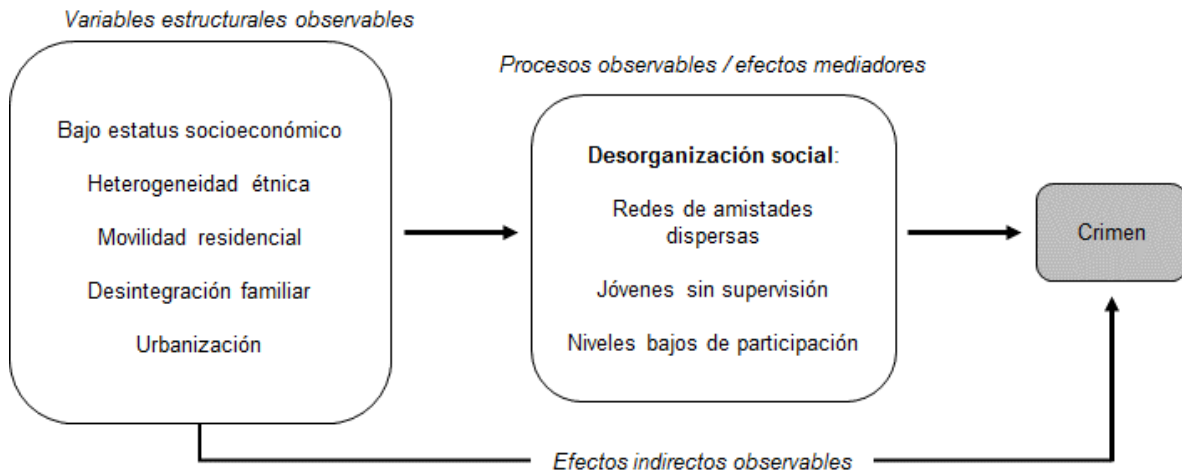 Variables estructurales observables
Bajo estatus socioeconómico
Heterogeneidad étnica
Movilidad residencial
Desintegración familiar
Urbanización
Procesos observables / efectos mediadores
Desorganización social:
Redes de amistades
dispersas
Jóvenes sin supervisión
Niveles bajos de participación
Crimen
Efectos indirectos observables